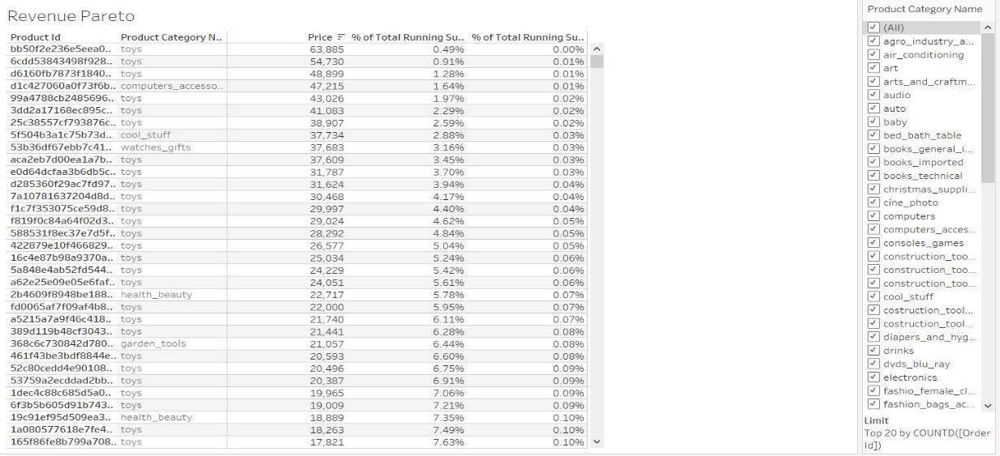 Revenue Pareto
Product Id Product Category N.. Price % of Total Running Su.. % of Total Running Su..
bb50f2e236e5eea0.. toys 63,885 0.49% 0.00%
6cdd53843498f928.. toys 54,730 0.91% 0.01%
d6160fb7873f1840.. toys 48,899 1.28% 0.01%
d1c427060a0f73f6b.. computers_accesso.. 47,215 1.64% 0.01%
99a4788cb2485696.. toys 43,026 1.97% 0.02%
3dd2a17168ec895c.. toys 41,083 2.29% 0.02%
25c38557cf793876c.. toys 38,907 2.59% 0.02%
5f504b3a1c75b73d.. cool_stuff 37,734 2.88% 0.03%
53b36df67ebb7c41.. watches_gifts 37,683 3.16% 0.03%
aca2eb7d00ea1a7b.. toys 37,609 3.45% 0.03%
e0d64dcfaa3b6db5c.. toys 31,787 3.70% 0.03%
d285360f29ac7fd97.. toys 31,624 3.94% 0.04%
7a10781637204d8d.. toys 30,468 4.17% 0.04%
f1c7f353075ce59d8.. toys 29,997 4.40% 0.04%
f819f0c84a64f02d3.. toys 29,024 4.62% 0.05%
588531f8ec37e7d5f.. toys 28,292 4.84% 0.05%
422879e10f466829.. toys 26,577 5.04% 0.05%
16c4e87b98a9370a.. toys 25,034 5.24% 0.06%
5a848e4ab52fd544.. toys 24,229 5.42% 0.06%
a62e25e09e05e6faf.. toys 24,051 5.61% 0.06%
2b4609f8948be188.. health_beauty 22,717 5.78% 0.07%
fd0065af7f09af4b8.. toys 22,000 5.95% 0.07%
a5215a7a9f46c418.. toys 21,740 6.11% 0.07%
389d119b48cf3043.. toys 21,441 6.28% 0.08%
368c6c730842d780.. garden_tools 21,057 6.44% 0.08%
461f43be3bdf8844e.. toys 20,593 6.60% 0.08%
52c80cedd4e90108.. toys 20,496 6.75% 0.09%
53759a2ecddad2bb.. toys 20,387 6.91% 0.09%
1dec4c88c685d5a0.. toys 19,965 7.06% 0.09%
6f3b5b605d91b743.. toys 19,009 7.21% 0.09%
19c91ef95d509ea3.. health_beauty 18,889 7.35% 0.10%
1a080577618e7fe4.. toys 18,263 7.49% 0.10%
165f86fe8b799a708.. toys 17,821 7.63% 0.10%
Product Category Name
(All)
agro_industry_a...
air_conditioning
art
arts_and_craftm...
audio
auto
baby
bed_bath_table
books_general_i...
books_imported
books_technical
christmas_suppli...
cine_photo
computers
computers_acces...
consoles_games
construction_too...
construction_too...
construction_too...
cool_stuff
costruction_tool...
costruction_tool...
diapers_and_hyg...
drinks
dvds_blu_ray
electronics
fashio_female_cl...
fashion_bags_ac...
Limit
Top 20 by COUNTD([Order
Id])